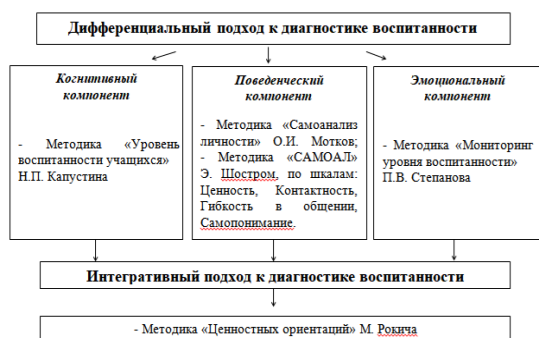 Дифференциальный подход к диагностике воспитанности
Когнитивный
компонент
- Методика «Уровень
воспитанности учащихся»
Н.П. Капустина
Поведенческий
компонент
- Методика «Самоанализ
личности» О.И. Мотков;
- Методика «САМОАЛ»
Э. Шостром, по шкалам:
Ценность, Контактность,
Гибкость в общении,
Самопонимание.
Эмоциональный
компонент
- Методика «Мониторинг
уровня воспитанности»
П.В. Степанова
Интегративный подход к диагностике воспитанности
- Методика «Ценностных ориентаций» М. Рокича